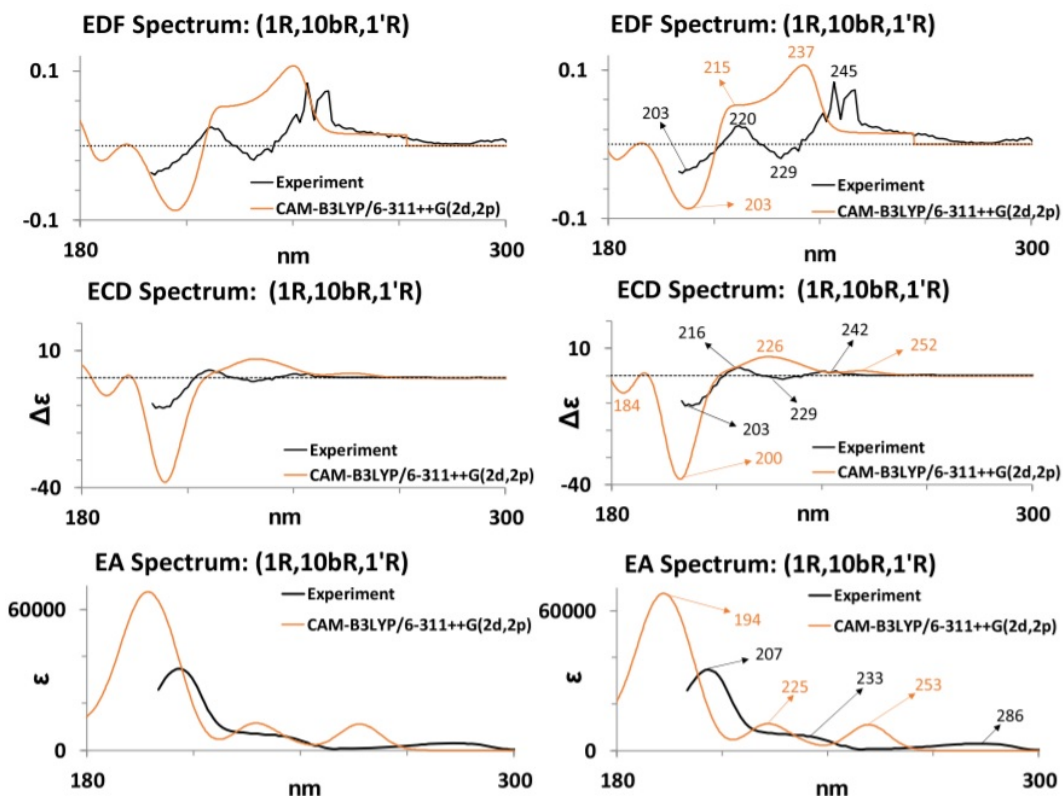 EDF Spectrum: (1R,10bR,1'R)
0.1
-0.1
180
nm
300
Experiment
CAM-B3LYP/6-311++G(2d,2p)
EDF Spectrum: (1R,10bR,1'R)
0.1
-0.1
180
nm
300
203
215
220
237
245
229
203
Experiment
CAM-B3LYP/6-311++G(2d,2p)
ECD Spectrum: (1R,10bR,1'R)
10
Δε
-40
180
nm
300
Experiment
CAM-B3LYP/6-311++G(2d,2p)
ECD Spectrum: (1R,10bR,1'R)
10
Δε
-40
180
nm
300
216
226
242
252
184
203
229
200
Experiment
CAM-B3LYP/6-311++G(2d,2p)
EA Spectrum: (1R,10bR,1'R)
60000
ε
0
180
nm
300
Experiment
CAM-B3LYP/6-311++G(2d,2p)
EA Spectrum: (1R,10bR,1'R)
60000
ε
0
180
nm
300
Experiment
CAM-B3LYP/6-311++G(2d,2p)
194
207
225
233
253
286